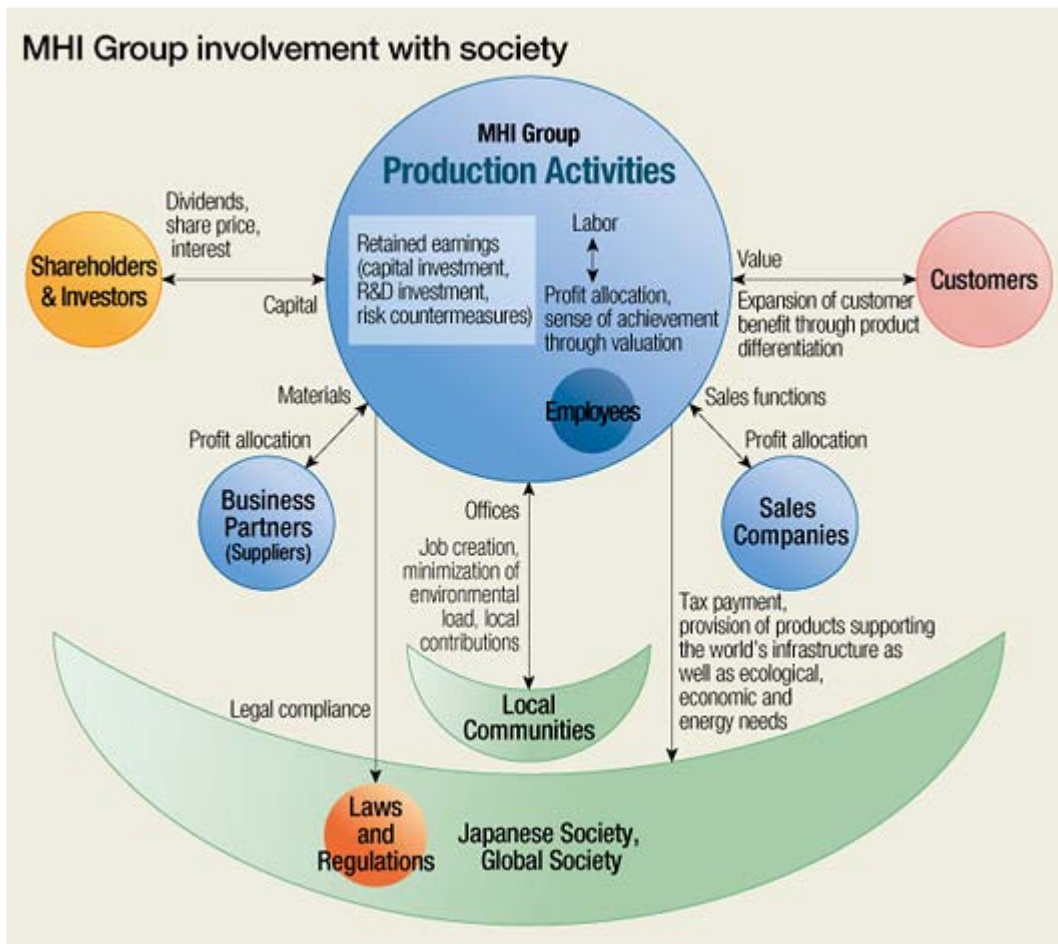 MHI Group involvement with society
MHI Group
Production Activities
Dividends,
share price,
interest
Shareholders
& Investors
Capital
Retained earnings
(capital investment,
R&D investment,
risk countermeasures)
Labor
Profit allocation,
sense of achievement
through valuation
Employees
Value
Expansion of customer
benefit through product
differentiation
Customers
Materials
Profit allocation
Business
Partners
(Suppliers)
Sales functions
Profit allocation
Sales
Companies
Offices
Job creation,
minimization of
environmental
load, local
contributions
Tax payment,
provision of products supporting
the world's infrastructure as
well as ecological,
economic and
energy needs
Local
Communities
Legal compliance
Laws
and
Regulations
Japanese Society,
Global Society